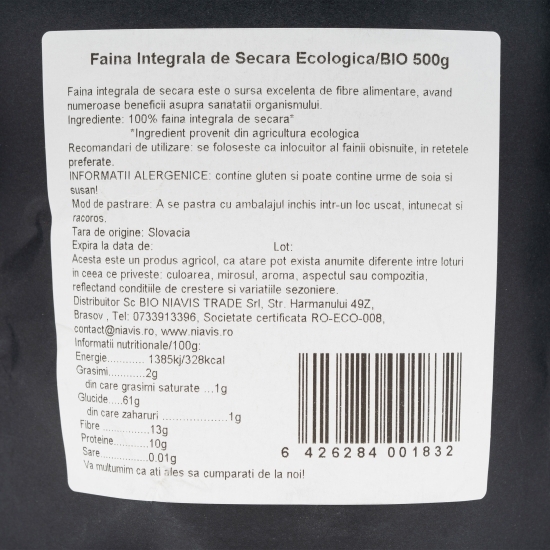 Faina Integrala de Secara Ecologica/BIO 500g
Faina integrala de secara este o sursa excelenta de fibre alimentare, avand
numeroase beneficii asupra sanatatii organismului.
Ingrediente: 100% faina integrala de secara*
*Ingredient provenit din agricultura ecologica
Recomandari de utilizare: se foloseste ca inlocuitor al fainii obisnuite, in retetele
preferate.
INFORMATII ALERGENICE: contine gluten si poate contine urme de soia si
susan!
Mod de pastrare: A se pastra cu ambalajul inchis intr-un loc uscat, intunecat si
racoros.
Tara de origine: Slovacia
Expira la data de: Lot:
Acesta este un produs agricol, ca atare pot exista anumite diferente intre loturi
in ceea ce priveste: culoarea, mirosul, aroma, aspectul sau compozitia,
reflectand conditiile de crestere si variatiile sezoniere.
Distribuitor Sc BIO NIAVIS TRADE Srl, Str. Harmanului 49Z,
Brasov , Tel: 0733913396, Societate certificata RO-ECO-008,
contact@niavis.ro, www.niavis.ro
Informatii nutritionale/100g:
Energie............ 1385kj/328kcal
Grasimi............2g
din care grasimi saturate ...1g
Glucide.....61g
din care zaharuri ..................1g
Fibre ..............13g
Proteine...........10g
Sare................0.01g
Va multumim ca ati ales sa cumparati de la noi!
6 426284 001832